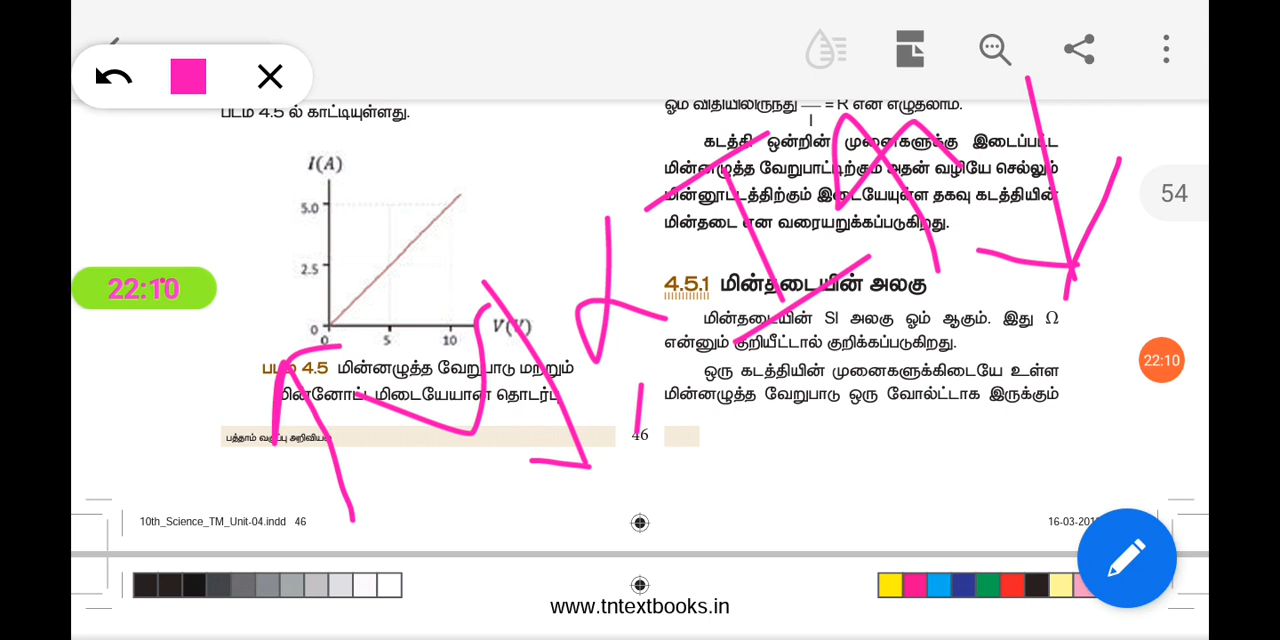 படம் 4.5 ல் காட்டியுள்ளது.
I(A)
5.0
2.5
0
0 5 10
V(V)
படம் 4.5 மின்னழுத்த வேறுபாடு மற்றும்
மின்னோட்டமிடையேயான தொடர்பு
பத்தாம் வகுப்பு அறிவியல்
46
ஓம் விதியிலிருந்து = R என எழுதலாம்.
I
கடத்தி ஒன்றின் முனைகளுக்கு இடைப்பட்ட
மின்னழுத்த வேறுபாட்டிற்கும் அதன் வழியே செல்லும்
மின்னூட்டத்திற்கும் இடையேயுள்ள தகவு கடத்தியின்
மின்தடை என வரையறுக்கப்படுகிறது.
4.5.1 மின்தடையின் அலகு
மின்தடையின் SI அலகு ஓம் ஆகும். இது Ω
என்னும் குறியீட்டால் குறிக்கப்படுகிறது.
ஒரு கடத்தியின் முனைகளுக்கிடையே உள்ள
மின்னழுத்த வேறுபாடு ஒரு வோல்ட்டாக இருக்கும்
54
22:10
22:10
10th_Science_TM_Unit-04.indd 46
www.tntextbooks.in